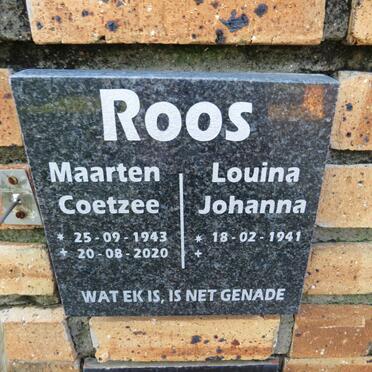 Roos
Maarten Louina
Coetzee Johanna
* 25-09-1943 * 18-02-1941
+ 20-08-2020 +
WAT EK IS, IS NET GENADE